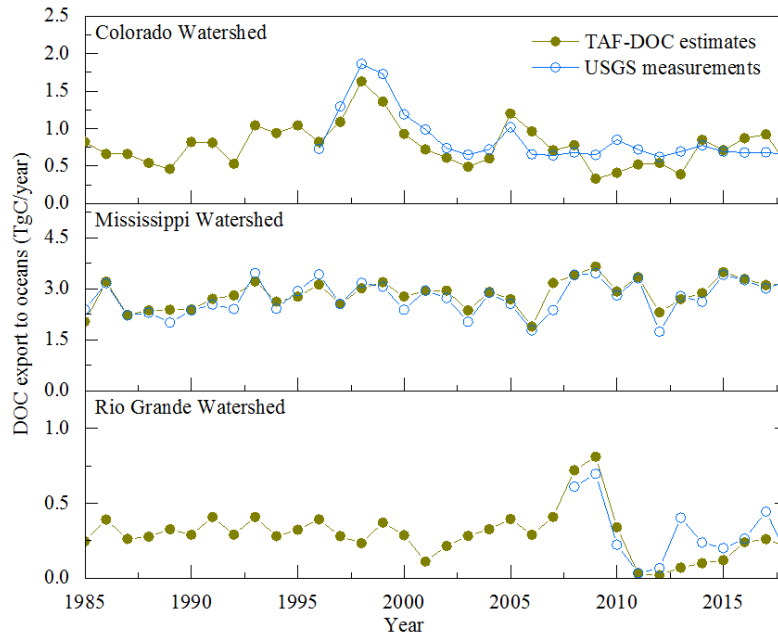 2.5
Colorado Watershed
TAF-DOC estimates
2.0
USGS measurements
1.5
1.0
0.5
0.0
Mississippi Watershed
4.5
3.0
1.5
0.0
Rio Grande Watershed
1.0
0.5
0.0
DOC export to oceans (TgC/year)
1985 1990 1995 2000 2005 2010 2015
Year